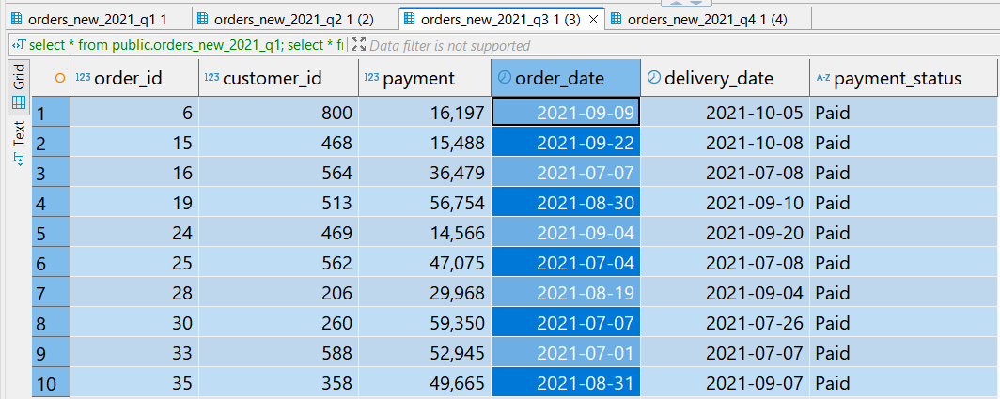 orders_new_2021_q1 1 orders_new_2021_q2 1 (2) orders_new_2021_q3 1 (3) orders_new_2021_q4 1 (4)
select * from public.orders_new_2021_q1; select * f Data filter is not supported
Grid
Text
123 order_id 123 customer_id 123 payment order_date delivery_date A-Z payment_status
1 6 800 16,197 2021-09-09 2021-10-05 Paid
2 15 468 15,488 2021-09-22 2021-10-08 Paid
3 16 564 36,479 2021-07-07 2021-07-08 Paid
4 19 513 56,754 2021-08-30 2021-09-10 Paid
5 24 469 14,566 2021-09-04 2021-09-20 Paid
6 25 562 47,075 2021-07-04 2021-07-08 Paid
7 28 206 29,968 2021-08-19 2021-09-04 Paid
8 30 260 59,350 2021-07-07 2021-07-26 Paid
9 33 588 52,945 2021-07-01 2021-07-07 Paid
10 35 358 49,665 2021-08-31 2021-09-07 Paid